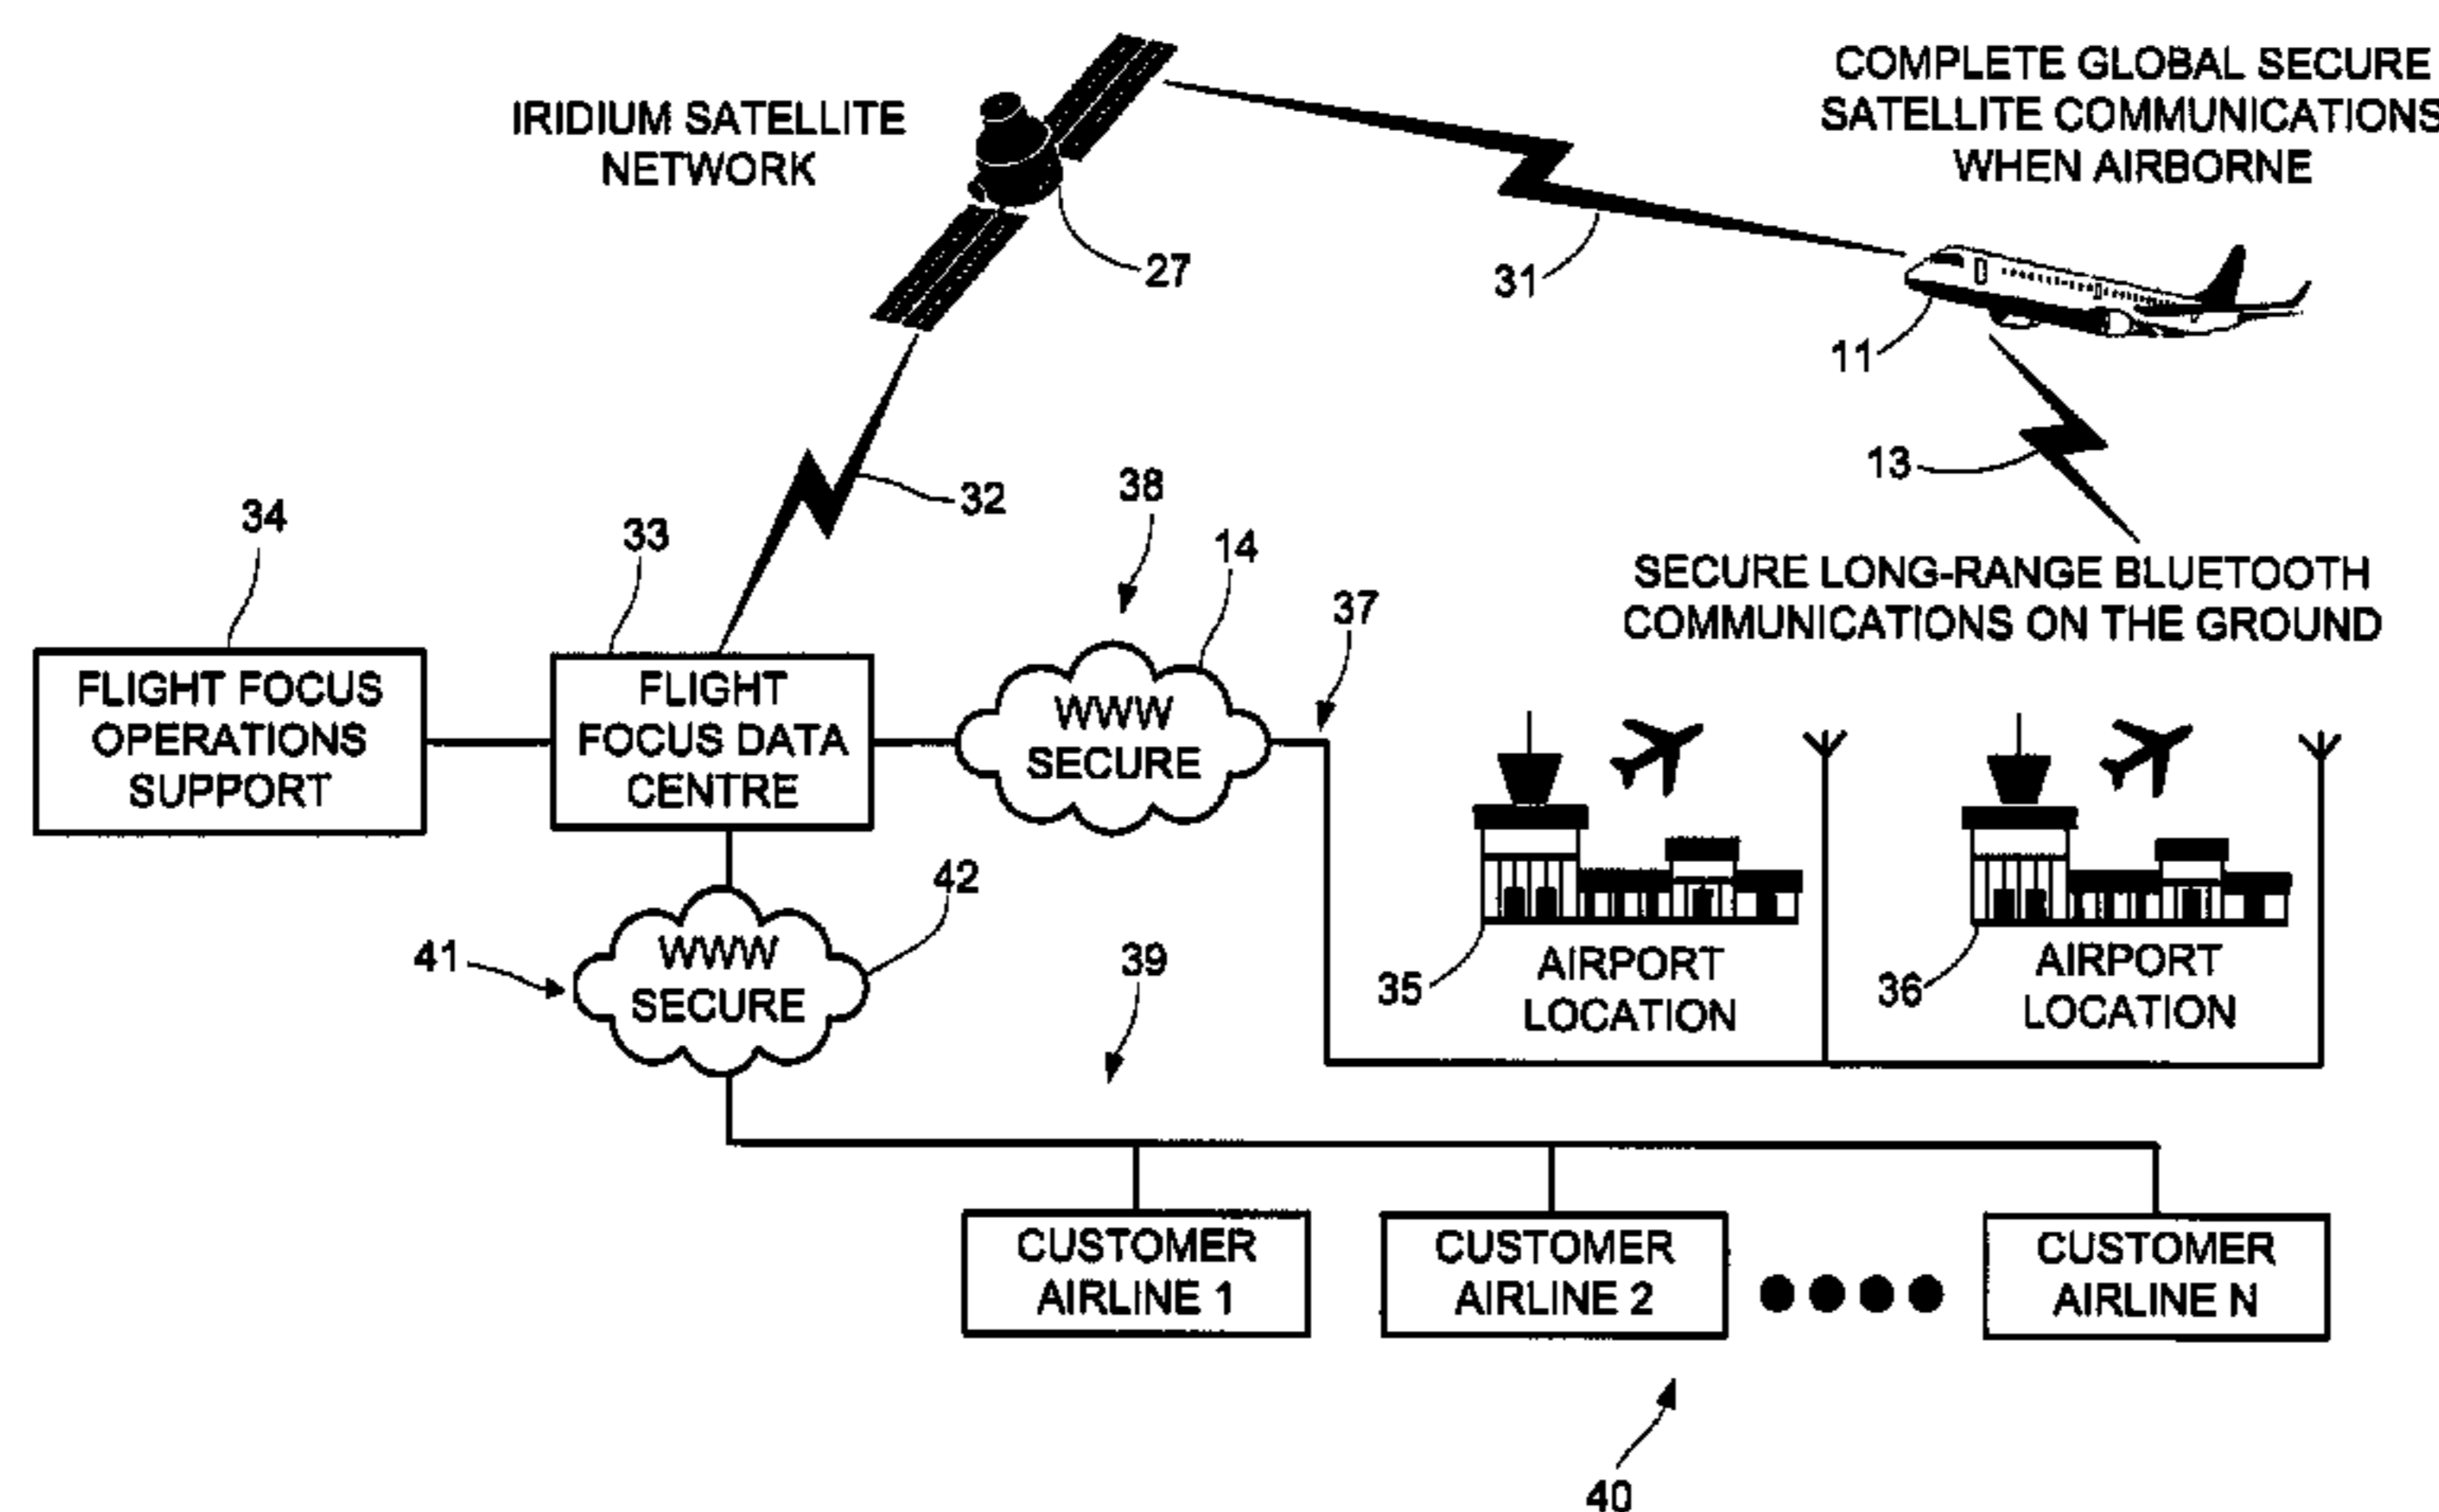 IRIDIUM SATELLITE
NETWORK
COMPLETE GLOBAL SECURE
SATELLITE COMMUNICATIONS
WHEN AIRBORNE
27
31
11
13
32
38
14
34
33
37
SECURE LONG-RANGE BLUETOOTH
COMMUNICATIONS ON THE GROUND
FLIGHT FOCUS
OPERATIONS
SUPPORT
FLIGHT
FOCUS DATA
CENTRE
WWW
SECURE
42
41
WWW
SECURE
39
35
AIRPORT
LOCATION
36
AIRPORT
LOCATION
CUSTOMER
AIRLINE 1
CUSTOMER
AIRLINE 2
CUSTOMER
AIRLINE N
40